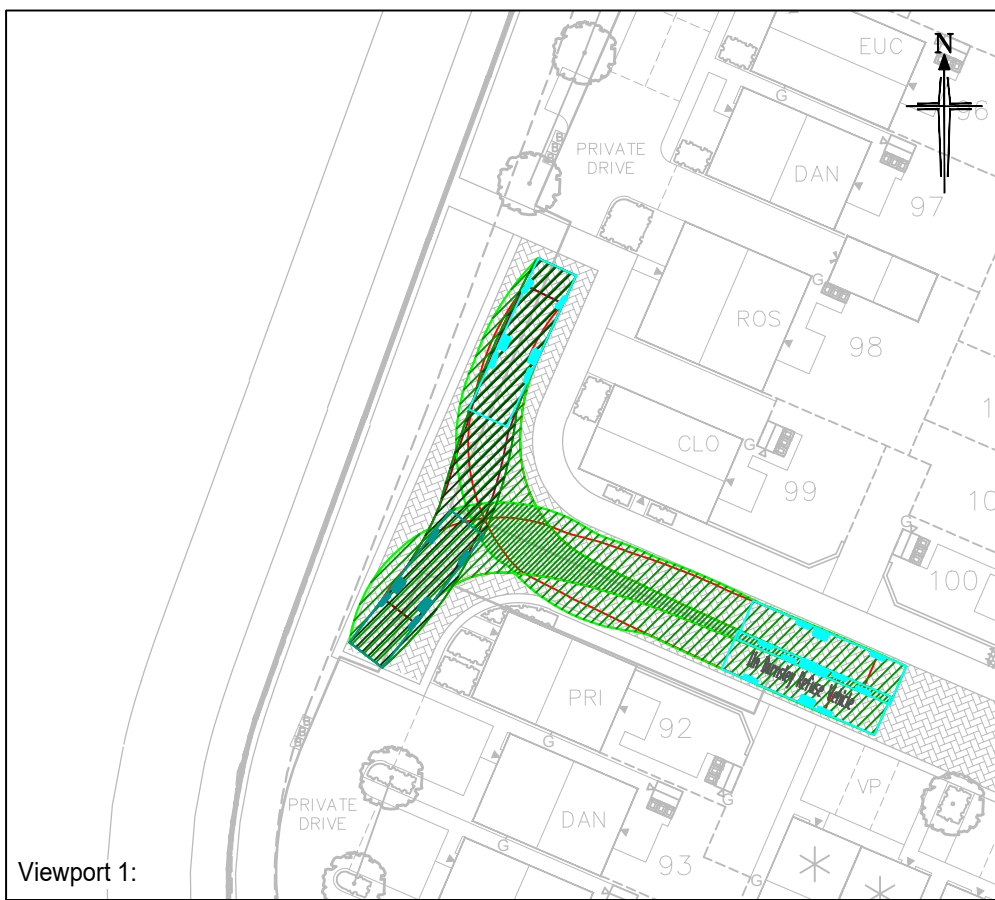 EUC
N
96
PRIVATE
DRIVE
G
DAN
97
G
ROS
98
CLO
G
99
G
100
PRI
92
G
VP
PRIVATE
DRIVE
DAN
G
G
93
G
Viewport 1: